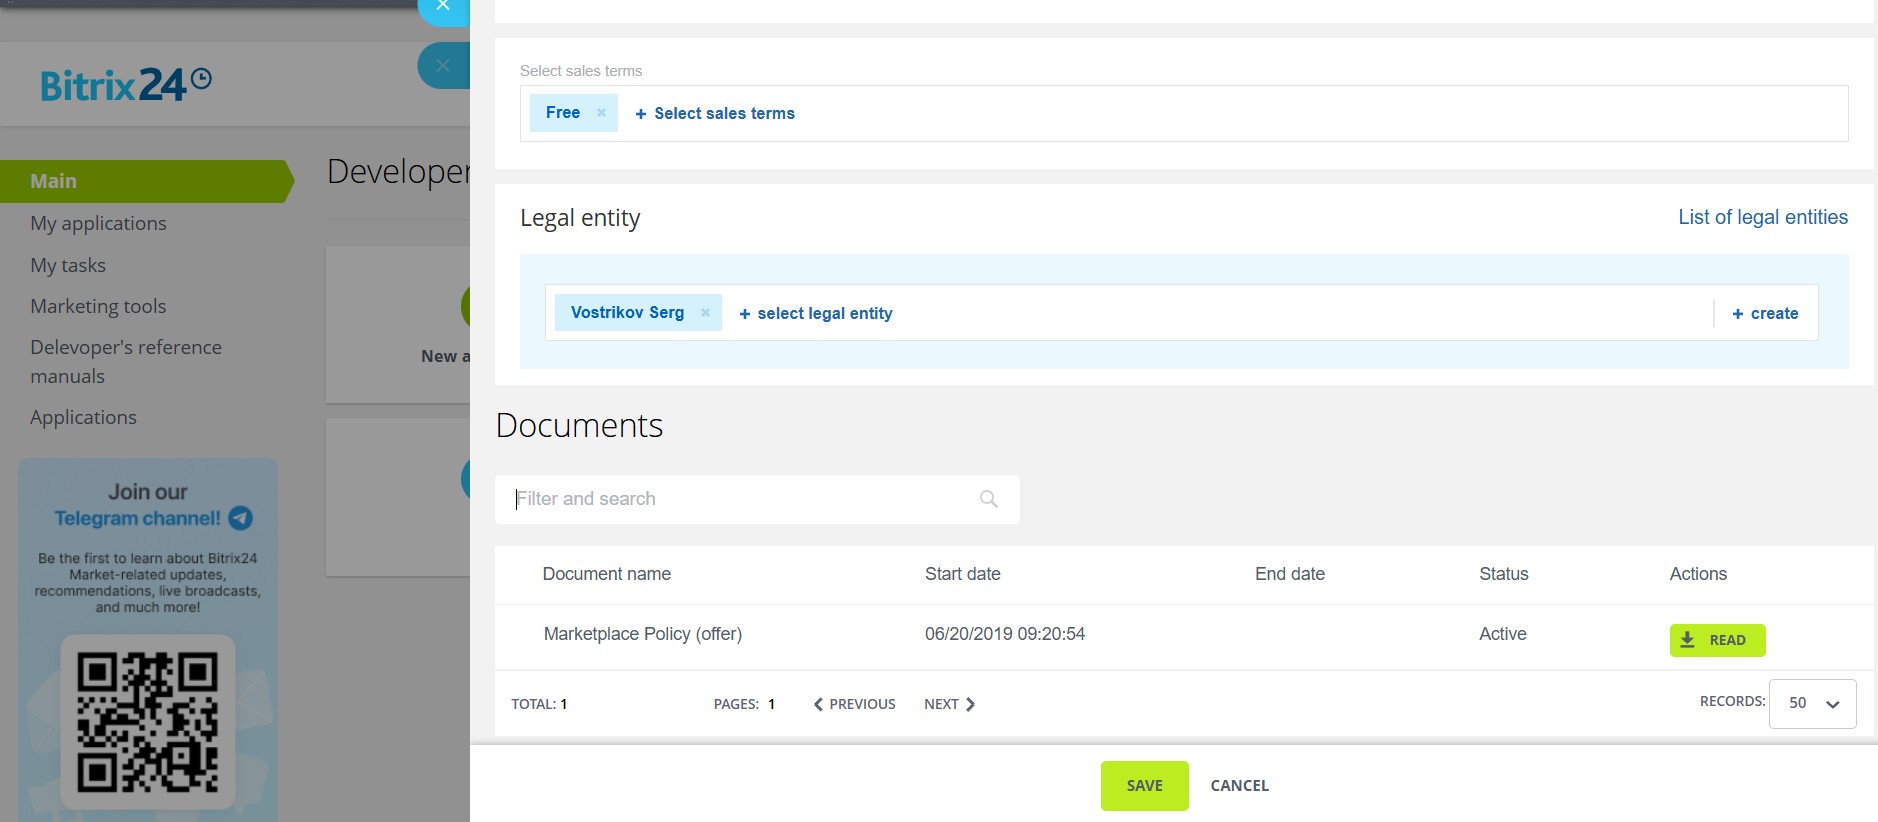 Bitrix24
Main
My applications
My tasks
Marketing tools
Delevoper's reference
manuals
Applications
Join our
Telegram channel!
Be the first to learn about Bitrix24
Market-related updates,
recommendations, live broadcasts,
and much more!
Developer
New a
Select sales terms
Free × + Select sales terms
Legal entity List of legal entities
Vostrikov Serg × + select legal entity + create
Documents
Filter and search
Document name Start date End date Status Actions
Marketplace Policy (offer) 06/20/2019 09:20:54 Active READ
TOTAL: 1 PAGES: 1 PREVIOUS NEXT RECORDS: 50
SAVE CANCEL